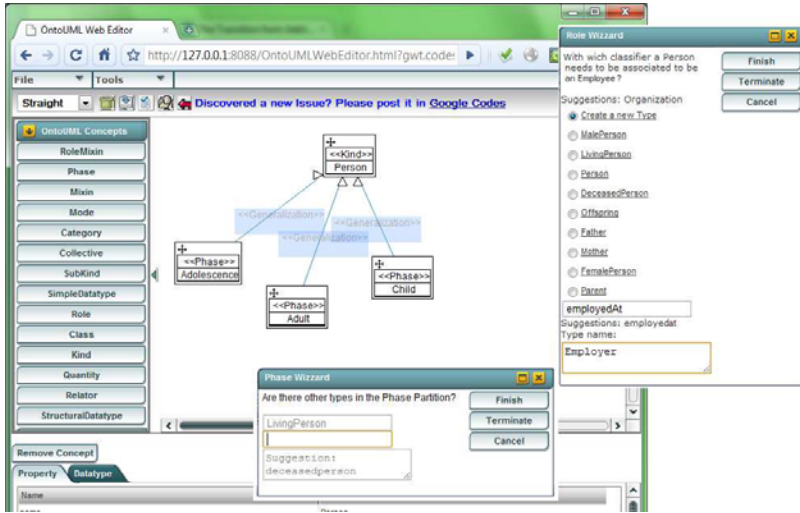 OntoUML Web Editor
http://127.0.0.1:8088/OntoUMLWebEditor.html?gwt.code:
File Tools
Straight Discovered a new Issue? Please post it in Google Codes
OntoUML Concepts
RoleMixin
Phase
Mixin
Mode
Category
Collective
SubKind
SimpleDatatype
Role
Class
Kind
Quantity
Relator
StructuralDatatype
<<Kind>>
Person
<<Generalization>>
<<Generalization>>
<<Generalization>>
<<Phase>>
Adolescence
<<Phase>>
Adult
<<Phase>>
Child
Remove Concept
Property Datatype
Name
name Person
Phase Wizzard
Are there other types in the Phase Partition?
LivingPerson
Suggestion:
deceasedperson
Finish
Terminate
Cancel
Role Wizzard
With wich classifier a Person
needs to be associated to be
an Employee?
Suggestions: Organization
Create a new Type
MalePerson
LivingPerson
Person
DeceasedPerson
Offspring
Father
Mother
FemalePerson
Parent
employedAt
Suggestions: employedat
Type name:
Employer
Finish
Terminate
Cancel